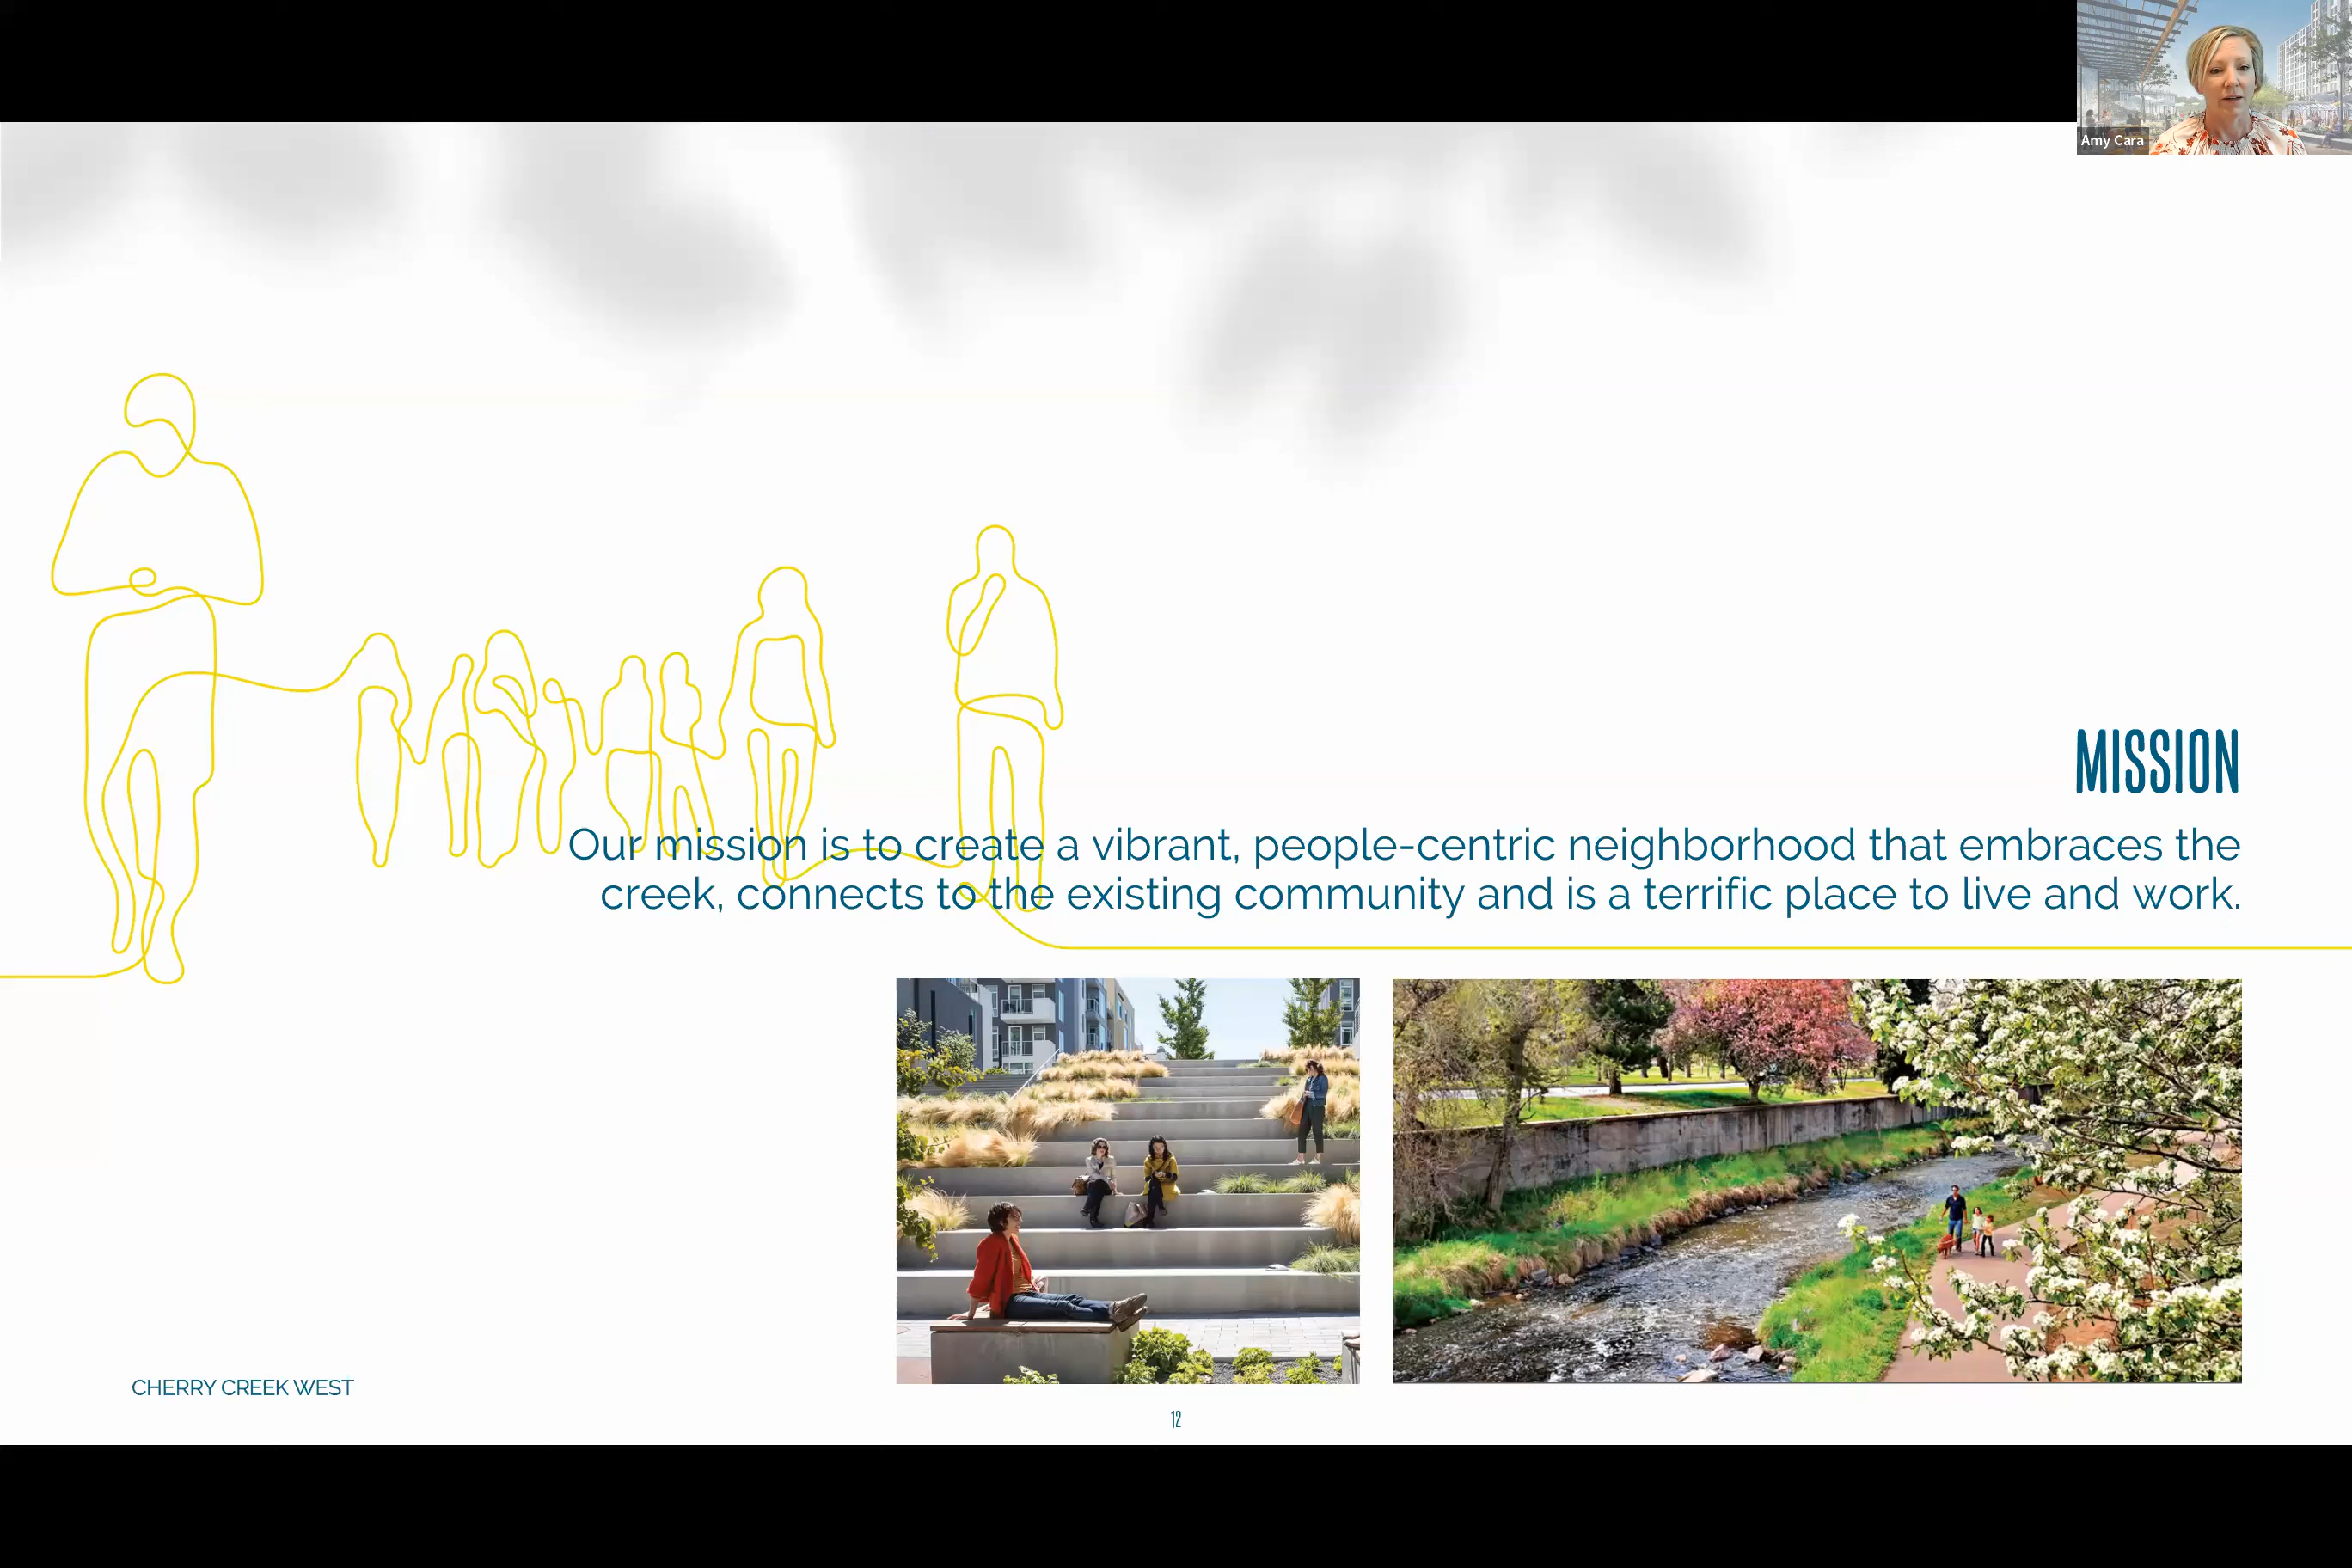 Amy Cara
MISSION
Our mission is to create a vibrant, people-centric neighborhood that embraces the
creek, connects to the existing community and is a terrific place to live and work.
CHERRY CREEK WEST
12